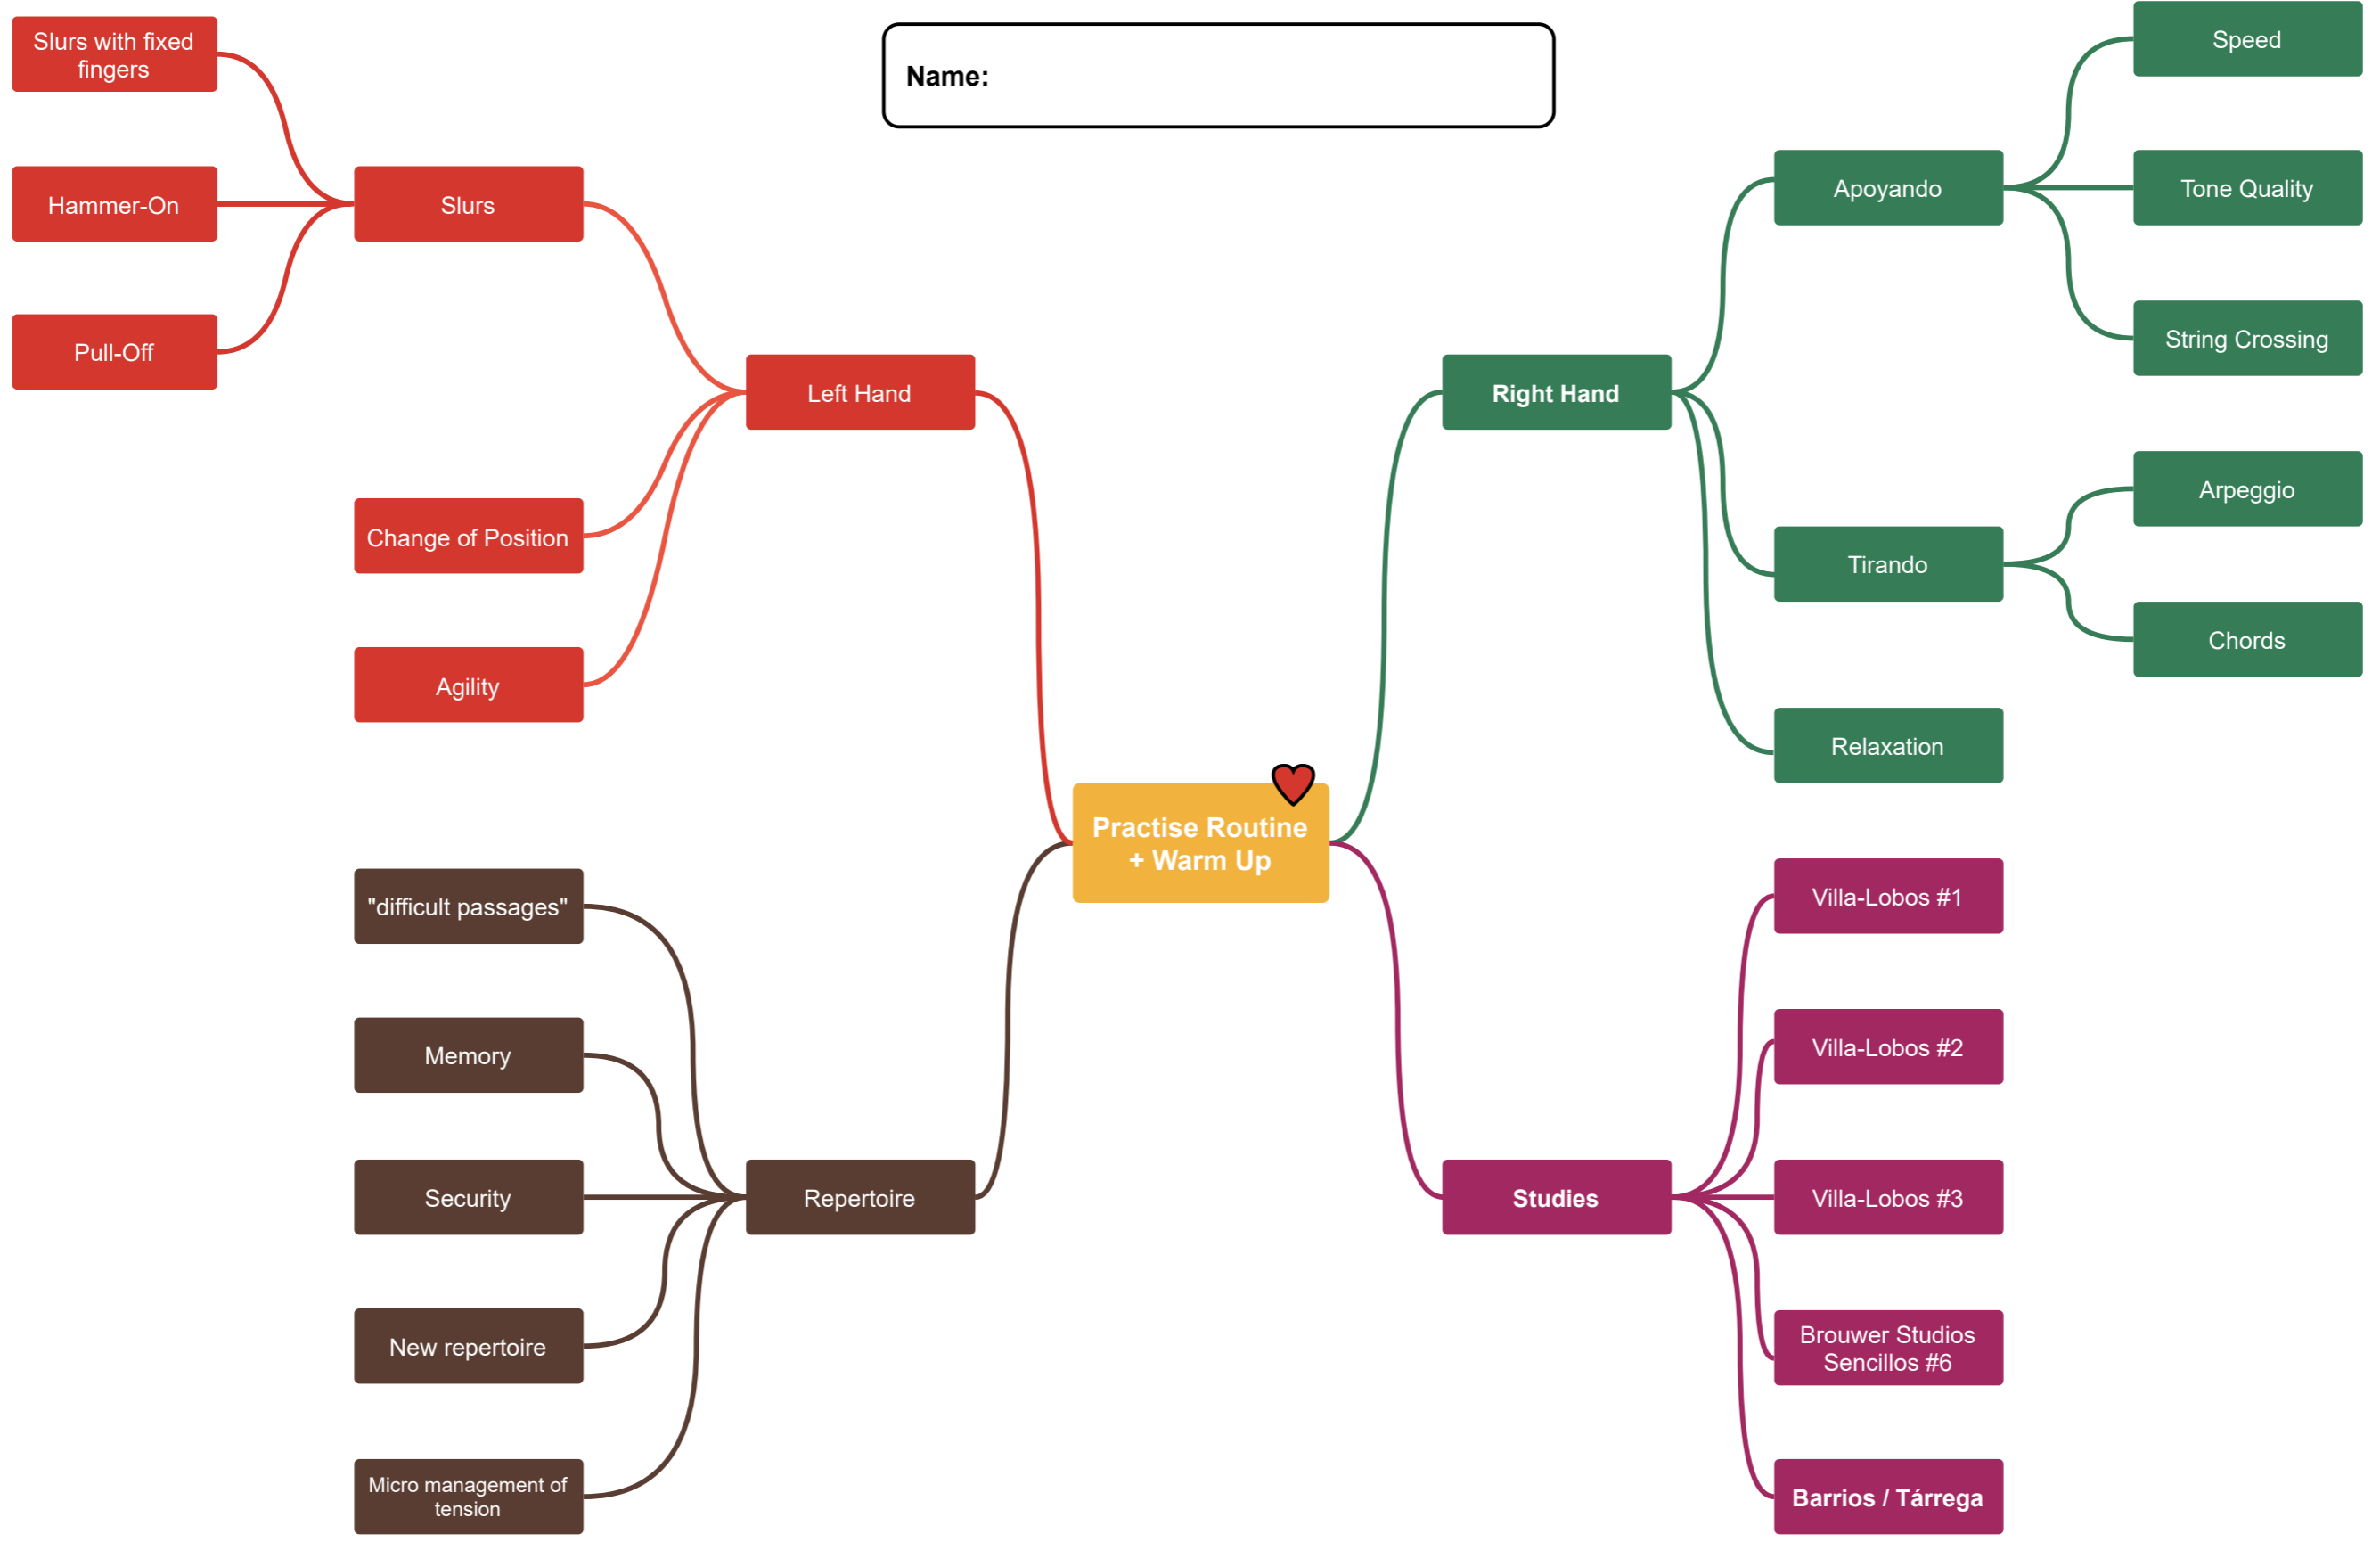 Name:
Slurs with fixed
fingers
Hammer-On
Pull-Off
Slurs
Change of Position
Agility
Left Hand
Right Hand
Apoyando
Speed
Tone Quality
String Crossing
Tirando
Arpeggio
Chords
Relaxation
Practise Routine
+ Warm Up
"difficult passages"
Memory
Security
New repertoire
Micro management of
tension
Repertoire
Studies
Villa-Lobos #1
Villa-Lobos #2
Villa-Lobos #3
Brouwer Studios
Sencillos #6
Barrios / Tárrega